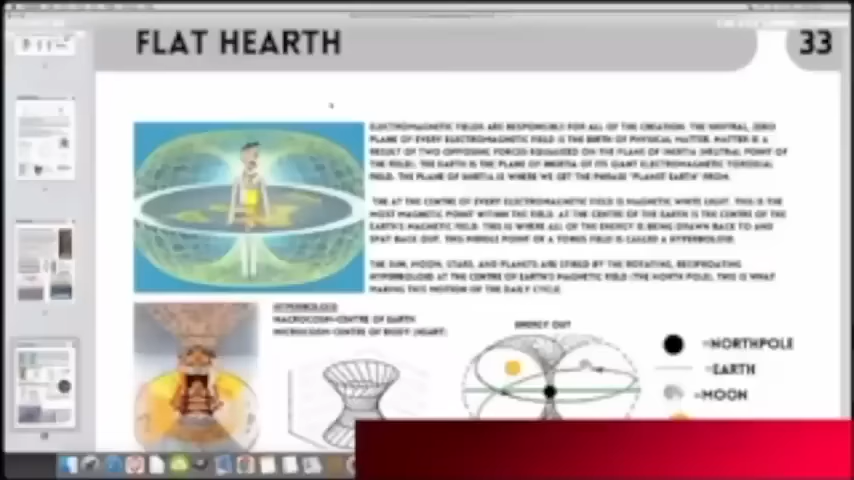 FLAT HEARTH
33
ELECTROMAGNETIC FIELDS ARE RESPONSIBLE FOR ALL OF THE CREATION. THE NEUTRAL, ZERO
PLANE OF EVERY ELECTROMAGNETIC FIELD IS THE BIRTH OF PHYSICAL MATTER. MATTER IS A
RESULT OF TWO OPPOSING FORCES EQUALISED ON THE PLANE OF INERTIA (NEUTRAL POINT OF
THE FIELD). THE EARTH IS THE PLANE OF INERTIA OF ITS GIANT ELECTROMAGNETIC TOROIDAL
FIELD. THE PLANE OF INERTIA IS WHERE WE GET THE PHRASE "PLANET EARTH" FROM.
THE AT THE CENTRE OF EVERY ELECTROMAGNETIC FIELD IS MAGNETIC WHITE LIGHT. THIS IS THE
MOST MAGNETIC POINT WITHIN THE FIELD. AT THE CENTRE OF THE EARTH IS THE CENTRE OF THE
EARTH'S MAGNETIC FIELD. THIS IS WHERE ALL OF THE ENERGY IS BEING DRAWN BACK TO AND
SPAT BACK OUT. THIS MIDDLE POINT OF A TORUS FIELD IS CALLED A HYPERBOLOID.
THE SUN, MOON, STARS, AND PLANETS ARE STIRED BY THE ROTATING, RECIPROCATING
HYPERBOLOID AT THE CENTRE OF EARTH'S MAGNETIC FIELD (THE NORTH POLE). THIS IS WHAT
MAKING THIS MOTION OF THE DAILY CYCLE.
HYPERBOLOID
MACROCOSM-CENTRE OF EARTH
MICROCOSM-CENTRE OF BODY (HEART)
ENERGY OUT
=NORTHPOLE
=EARTH
=MOON